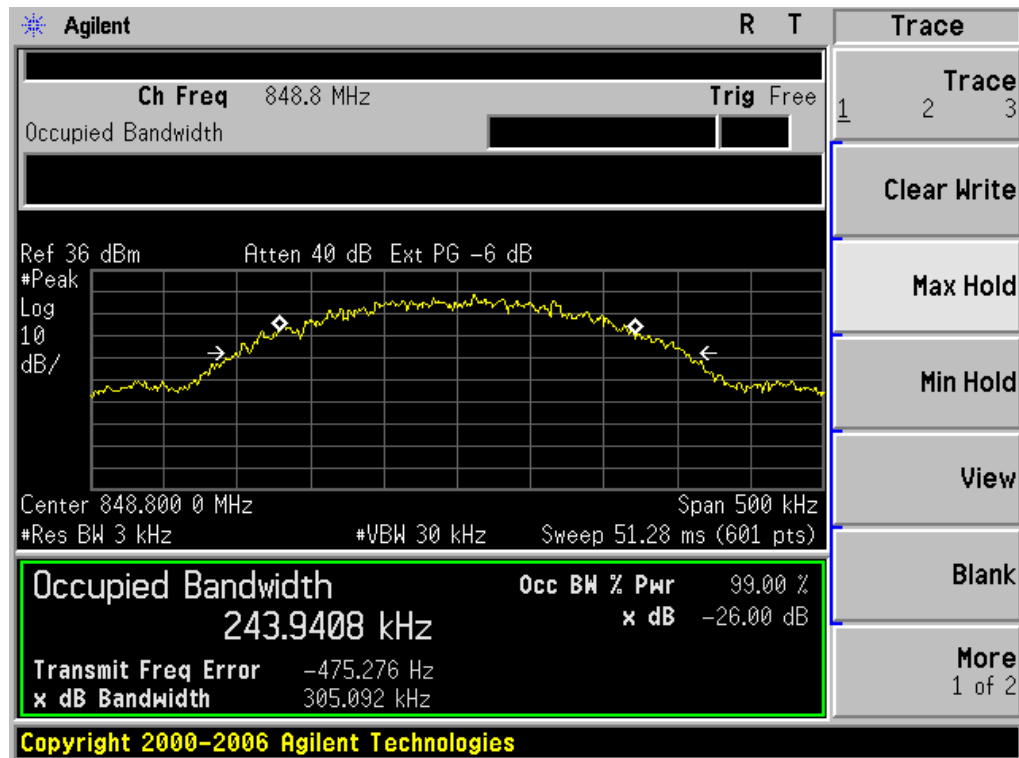 Agilent R T
Ch Freq 848.8 MHz Trig Free
Occupied Bandwidth
Ref 36 dBm Atten 40 dB Ext PG -6 dB
#Peak
Log
10
dB/
Center 848.800 0 MHz Span 500 kHz
#Res BW 3 kHz #VBW 30 kHz Sweep 51.28 ms (601 pts)
Occupied Bandwidth
243.9408 kHz
Occ BW % Pwr 99.00 %
x dB -26.00 dB
Transmit Freq Error -475.276 Hz
x dB Bandwidth 305.092 kHz
Copyright 2000-2006 Agilent Technologies
Trace
Trace
1 2 3
Clear Write
Max Hold
Min Hold
View
Blank
More
1 of 2